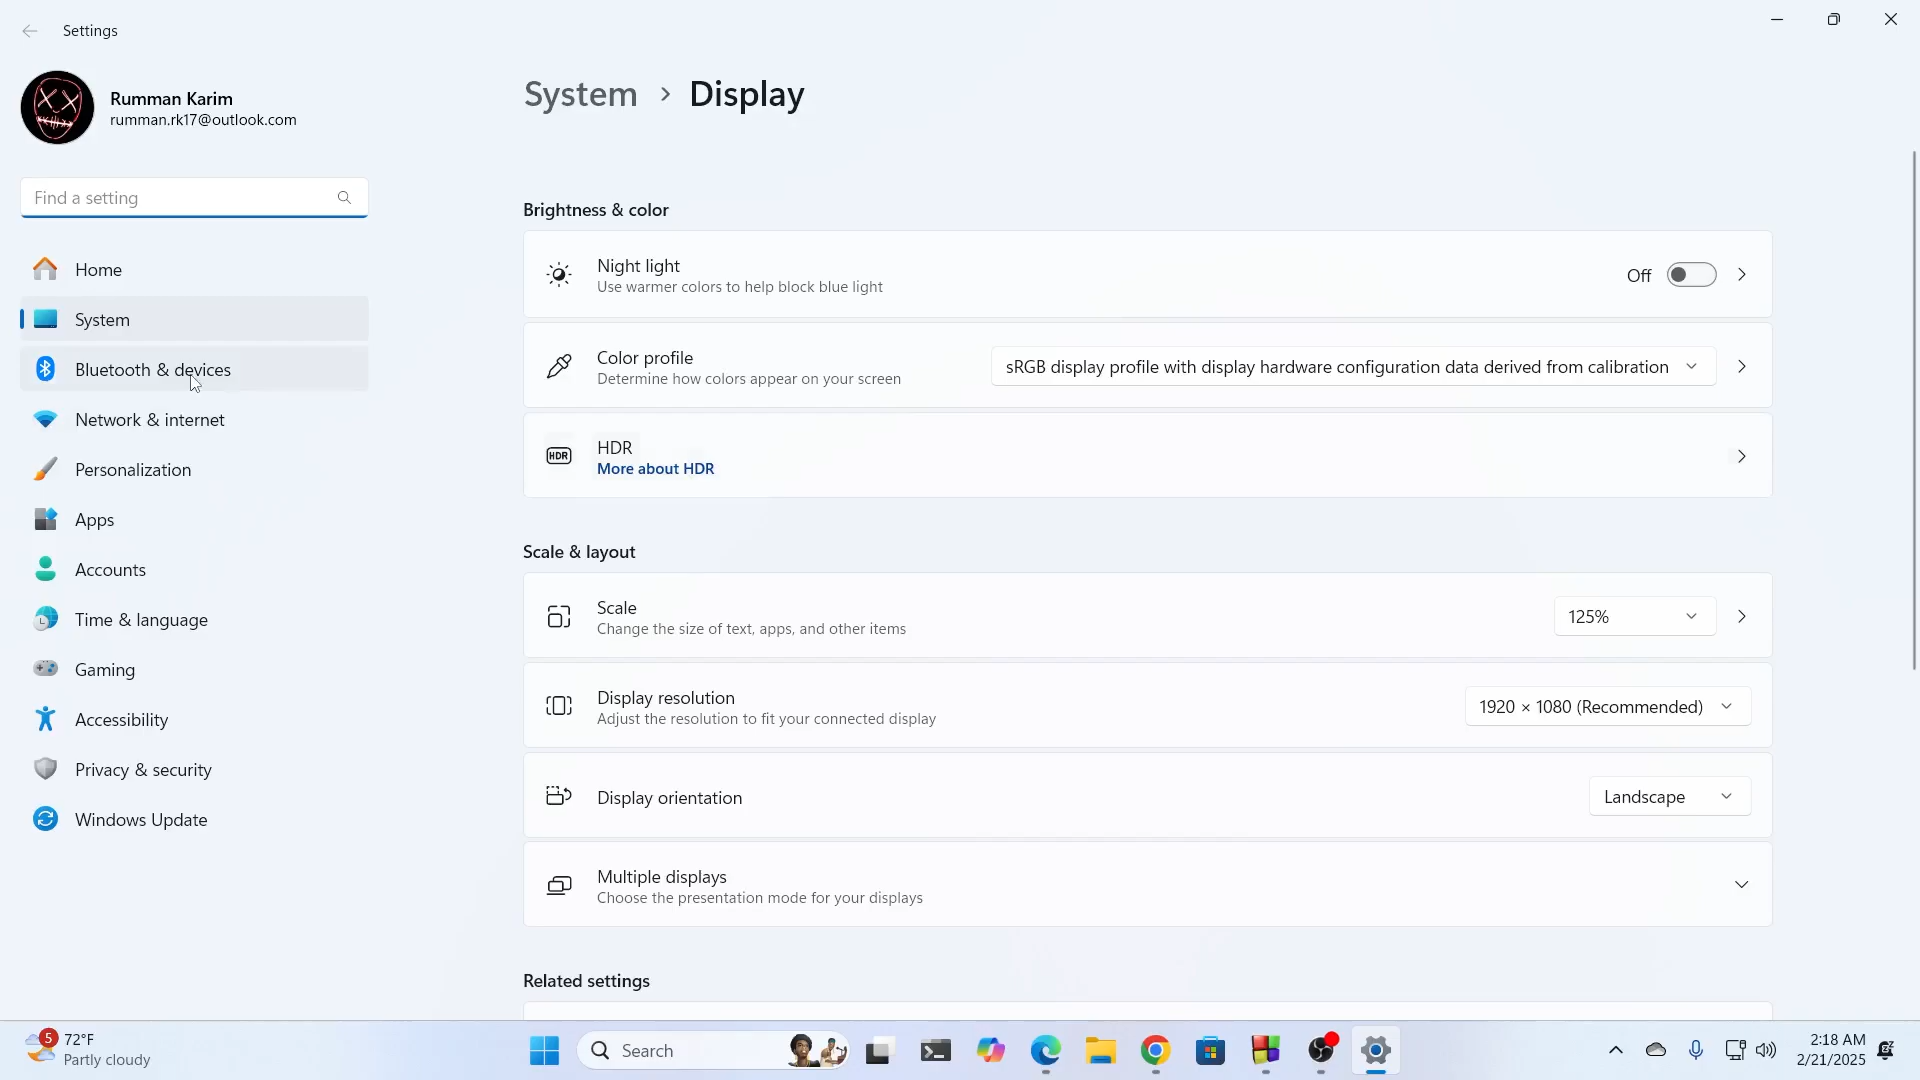 Settings
Rumman Karim
rumman.rk17@outlook.com
Find a setting
Home
System
Bluetooth & devices
Network & internet
Personalization
Apps
Accounts
Time & language
Gaming
Accessibility
Privacy & security
Windows Update
System > Display
Brightness & color
Night light
Use warmer colors to help block blue light
Off
Color profile
Determine how colors appear on your screen
sRGB display profile with display hardware configuration data derived from calibration
HDR
HDR
More about HDR
Scale & layout
Scale
Change the size of text, apps, and other items
125%
Display resolution
Adjust the resolution to fit your connected display
1920 × 1080 (Recommended)
Display orientation
Landscape
Multiple displays
Choose the presentation mode for your displays
Related settings
5
72°F
Partly cloudy
Search
2:18 AM
2/21/2025